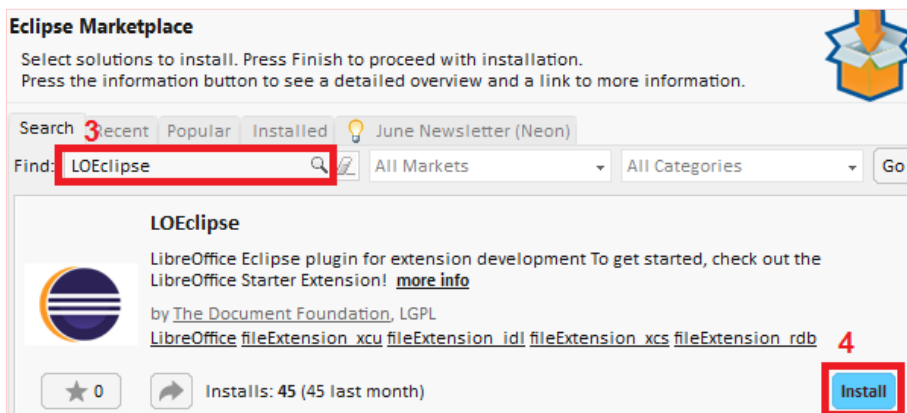 Eclipse Marketplace
Select solutions to install. Press Finish to proceed with installation.
Press the information button to see a detailed overview and a link to more information.
Search 3 Recent Popular Installed June Newsletter (Neon)
Find: LOEclipse All Markets All Categories Go
LOEclipse
LibreOffice Eclipse plugin for extension development To get started, check out the
LibreOffice Starter Extension! more info
by The Document Foundation, LGPL
LibreOffice fileExtension_xcu fileExtension_idl fileExtension_xcs fileExtension_rdb
4
0 Installs: 45 (45 last month) Install